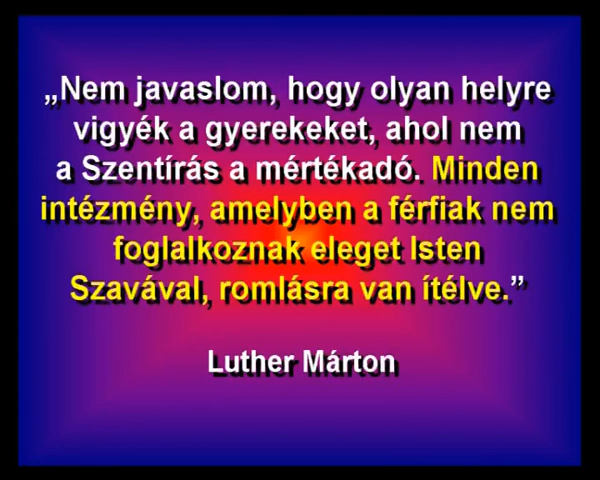 „Nem javaslom, hogy olyan helyre
vigyék a gyerekeket, ahol nem
a Szentírás a mértékadó. Minden
intézmény, amelyben a férfiak nem
foglalkoznak eleget Isten
Szavával, romlásra van ítélve.”
Luther Márton